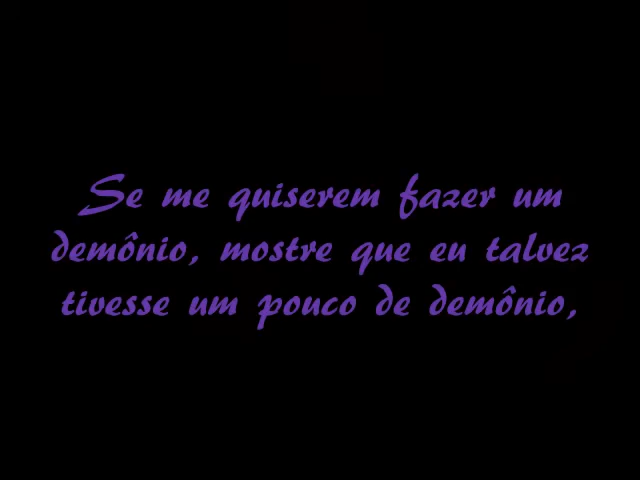 Se me quiserem fazer um
demônio, mostre que eu talvez
tivesse um pouco de demônio,